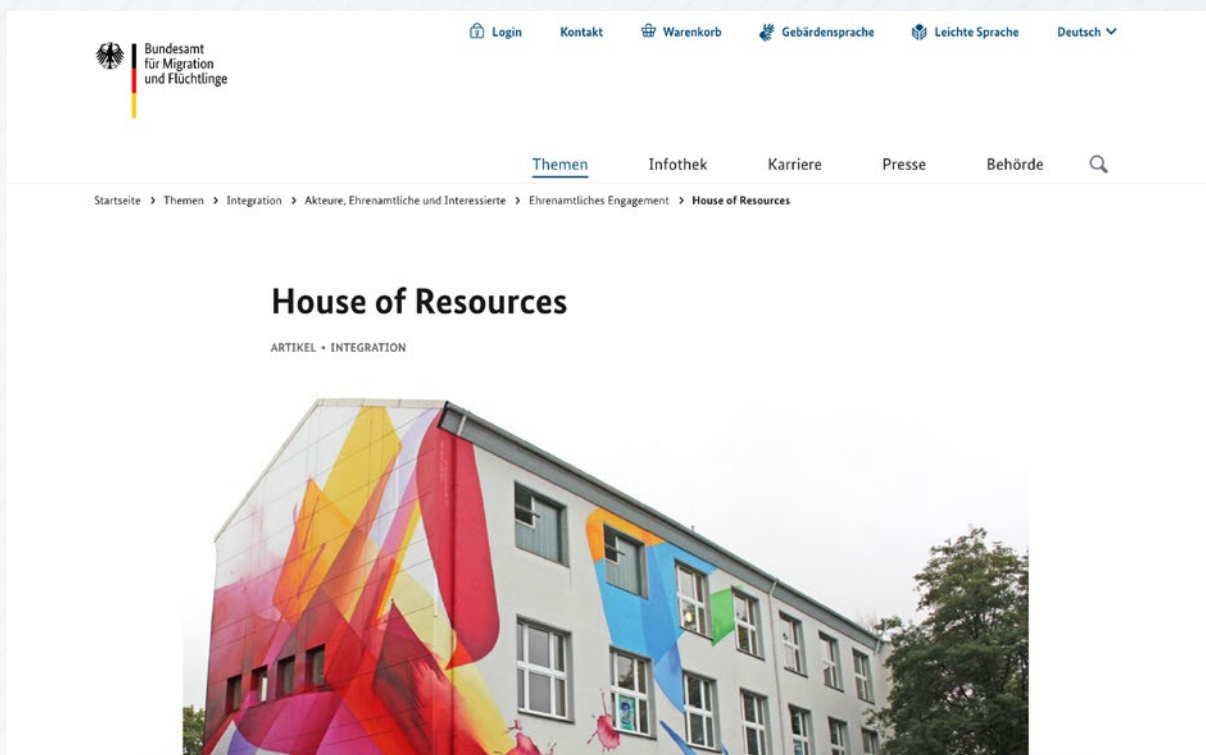 Login Kontakt Warenkorb Gebärdensprache Leichte Sprache Deutsch
Bundesamt
für Migration
und Flüchtlinge
Themen Infothek Karriere Presse Behörde
Startseite > Themen > Integration > Akteure, Ehrenamtliche und Interessierte > Ehrenamtliches Engagement > House of Resources
House of Resources
ARTIKEL • INTEGRATION